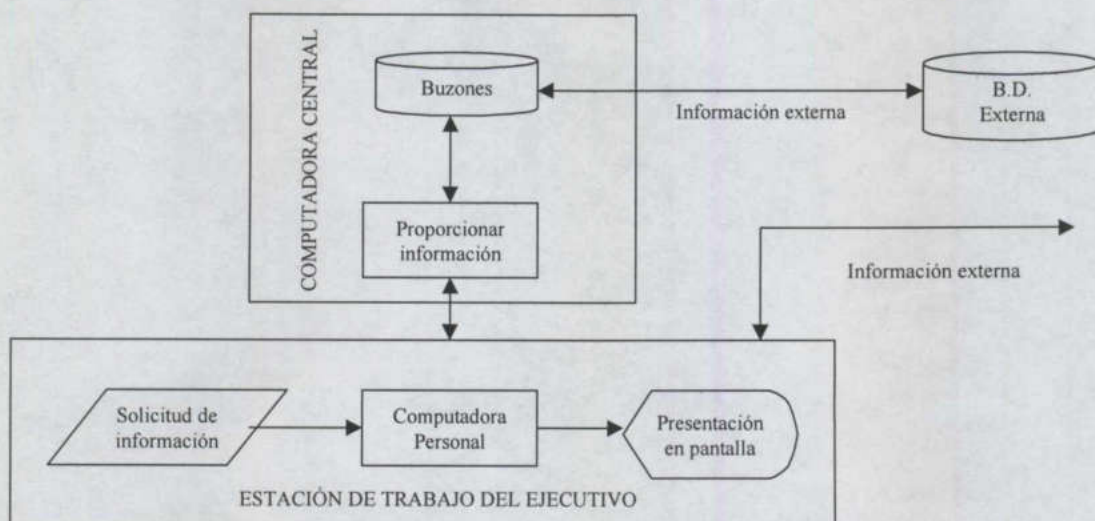 COMPUTADORA CENTRAL
Buzones
Información externa
B.D.
Externa
Proporcionar
información
Información externa
Solicitud de
información
Computadora
Personal
Presentación
en pantalla
ESTACIÓN DE TRABAJO DEL EJECUTIVO